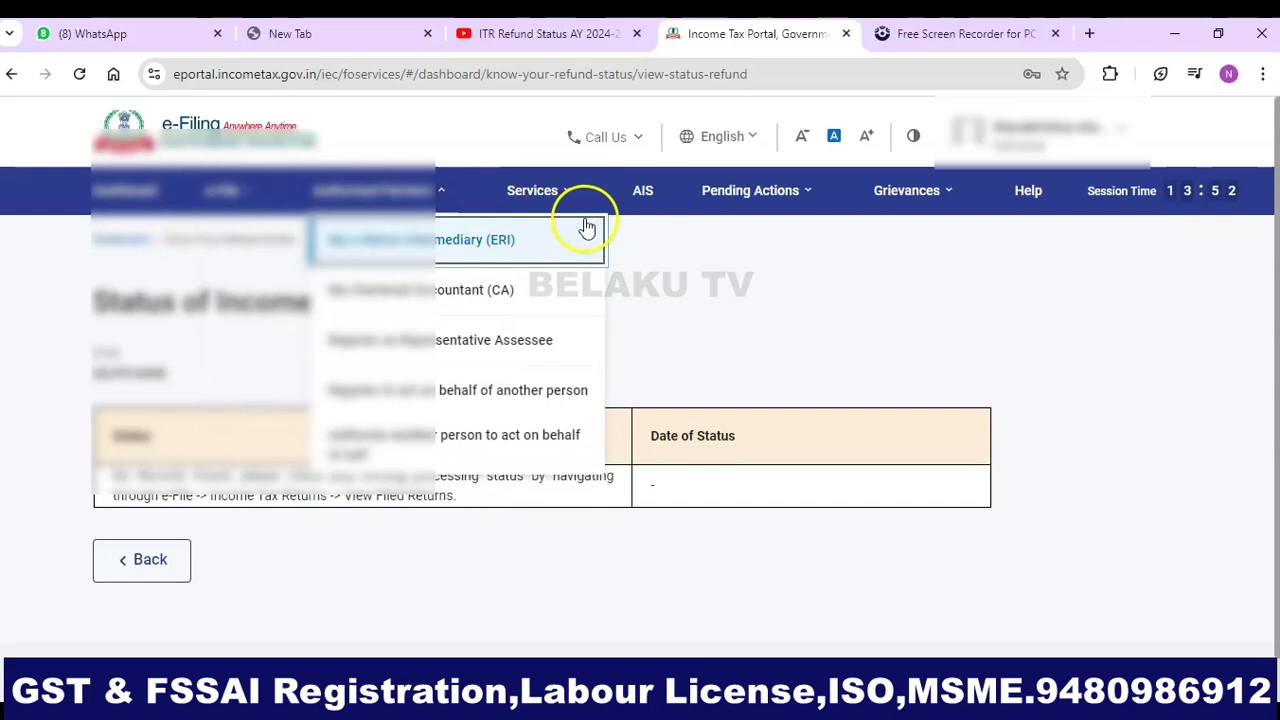 (8) WhatsApp
New Tab
ITR Refund Status AY 2024-2
Income Tax Portal, Governm
Free Screen Recorder for PC
N
eportal.incometax.gov.in/iec/foservices/#/dashboard/know-your-refund-status/view-status-refund
e-Filing Anywhere Anytime
Call Us
English
A-
A
A+
Services
AIS
Pending Actions
Grievances
Help
Session Time 1 3 : 5 2
mediary (ERI)
BELAKU TV
countant (CA)
Status of Income
sentative Assessee
behalf of another person
person to act on behalf
Date of Status
processing status by navigating
through e-File -> Income Tax Returns -> View Filed Returns.
-
Back
GST & FSSAI Registration,Labour License,ISO,MSME.9480986912